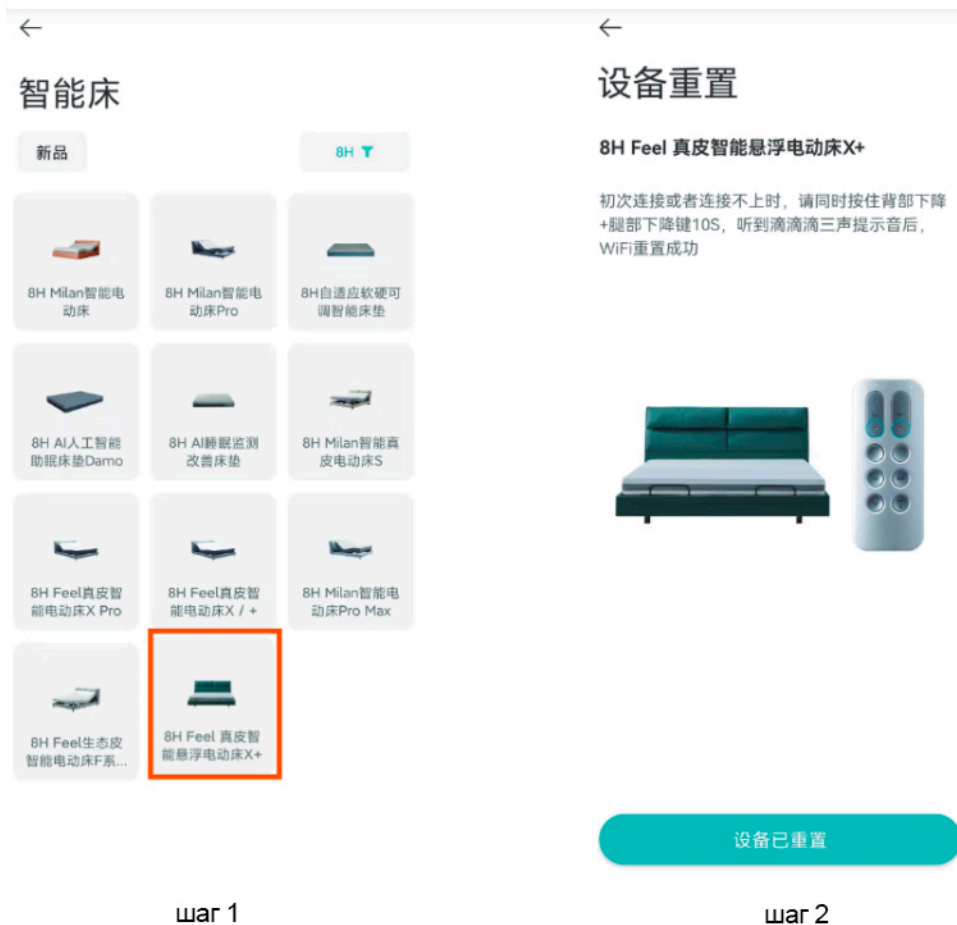 智能床
新品
8H
8H Milan智能电
动床
8H Milan智能电
动床Pro
8H自适应软硬可
调智能床垫
8H AI人工智能
助眠床垫Damo
8H AI睡眠监测
改善床垫
8H Milan智能真
皮电动床S
8H Feel真皮智
能电动床X Pro
8H Feel真皮智
能电动床X / +
8H Milan智能电
动床Pro Max
8H Feel生态皮
智能电动床F系...
8H Feel 真皮智
能悬浮电动床X+
шаг 1
设备重置
8H Feel 真皮智能悬浮电动床X+
初次连接或者连接不上时，请同时按住背部下降
+腿部下降键10S，听到滴滴滴三声提示音后，
WiFi重置成功
设备已重置
шаг 2